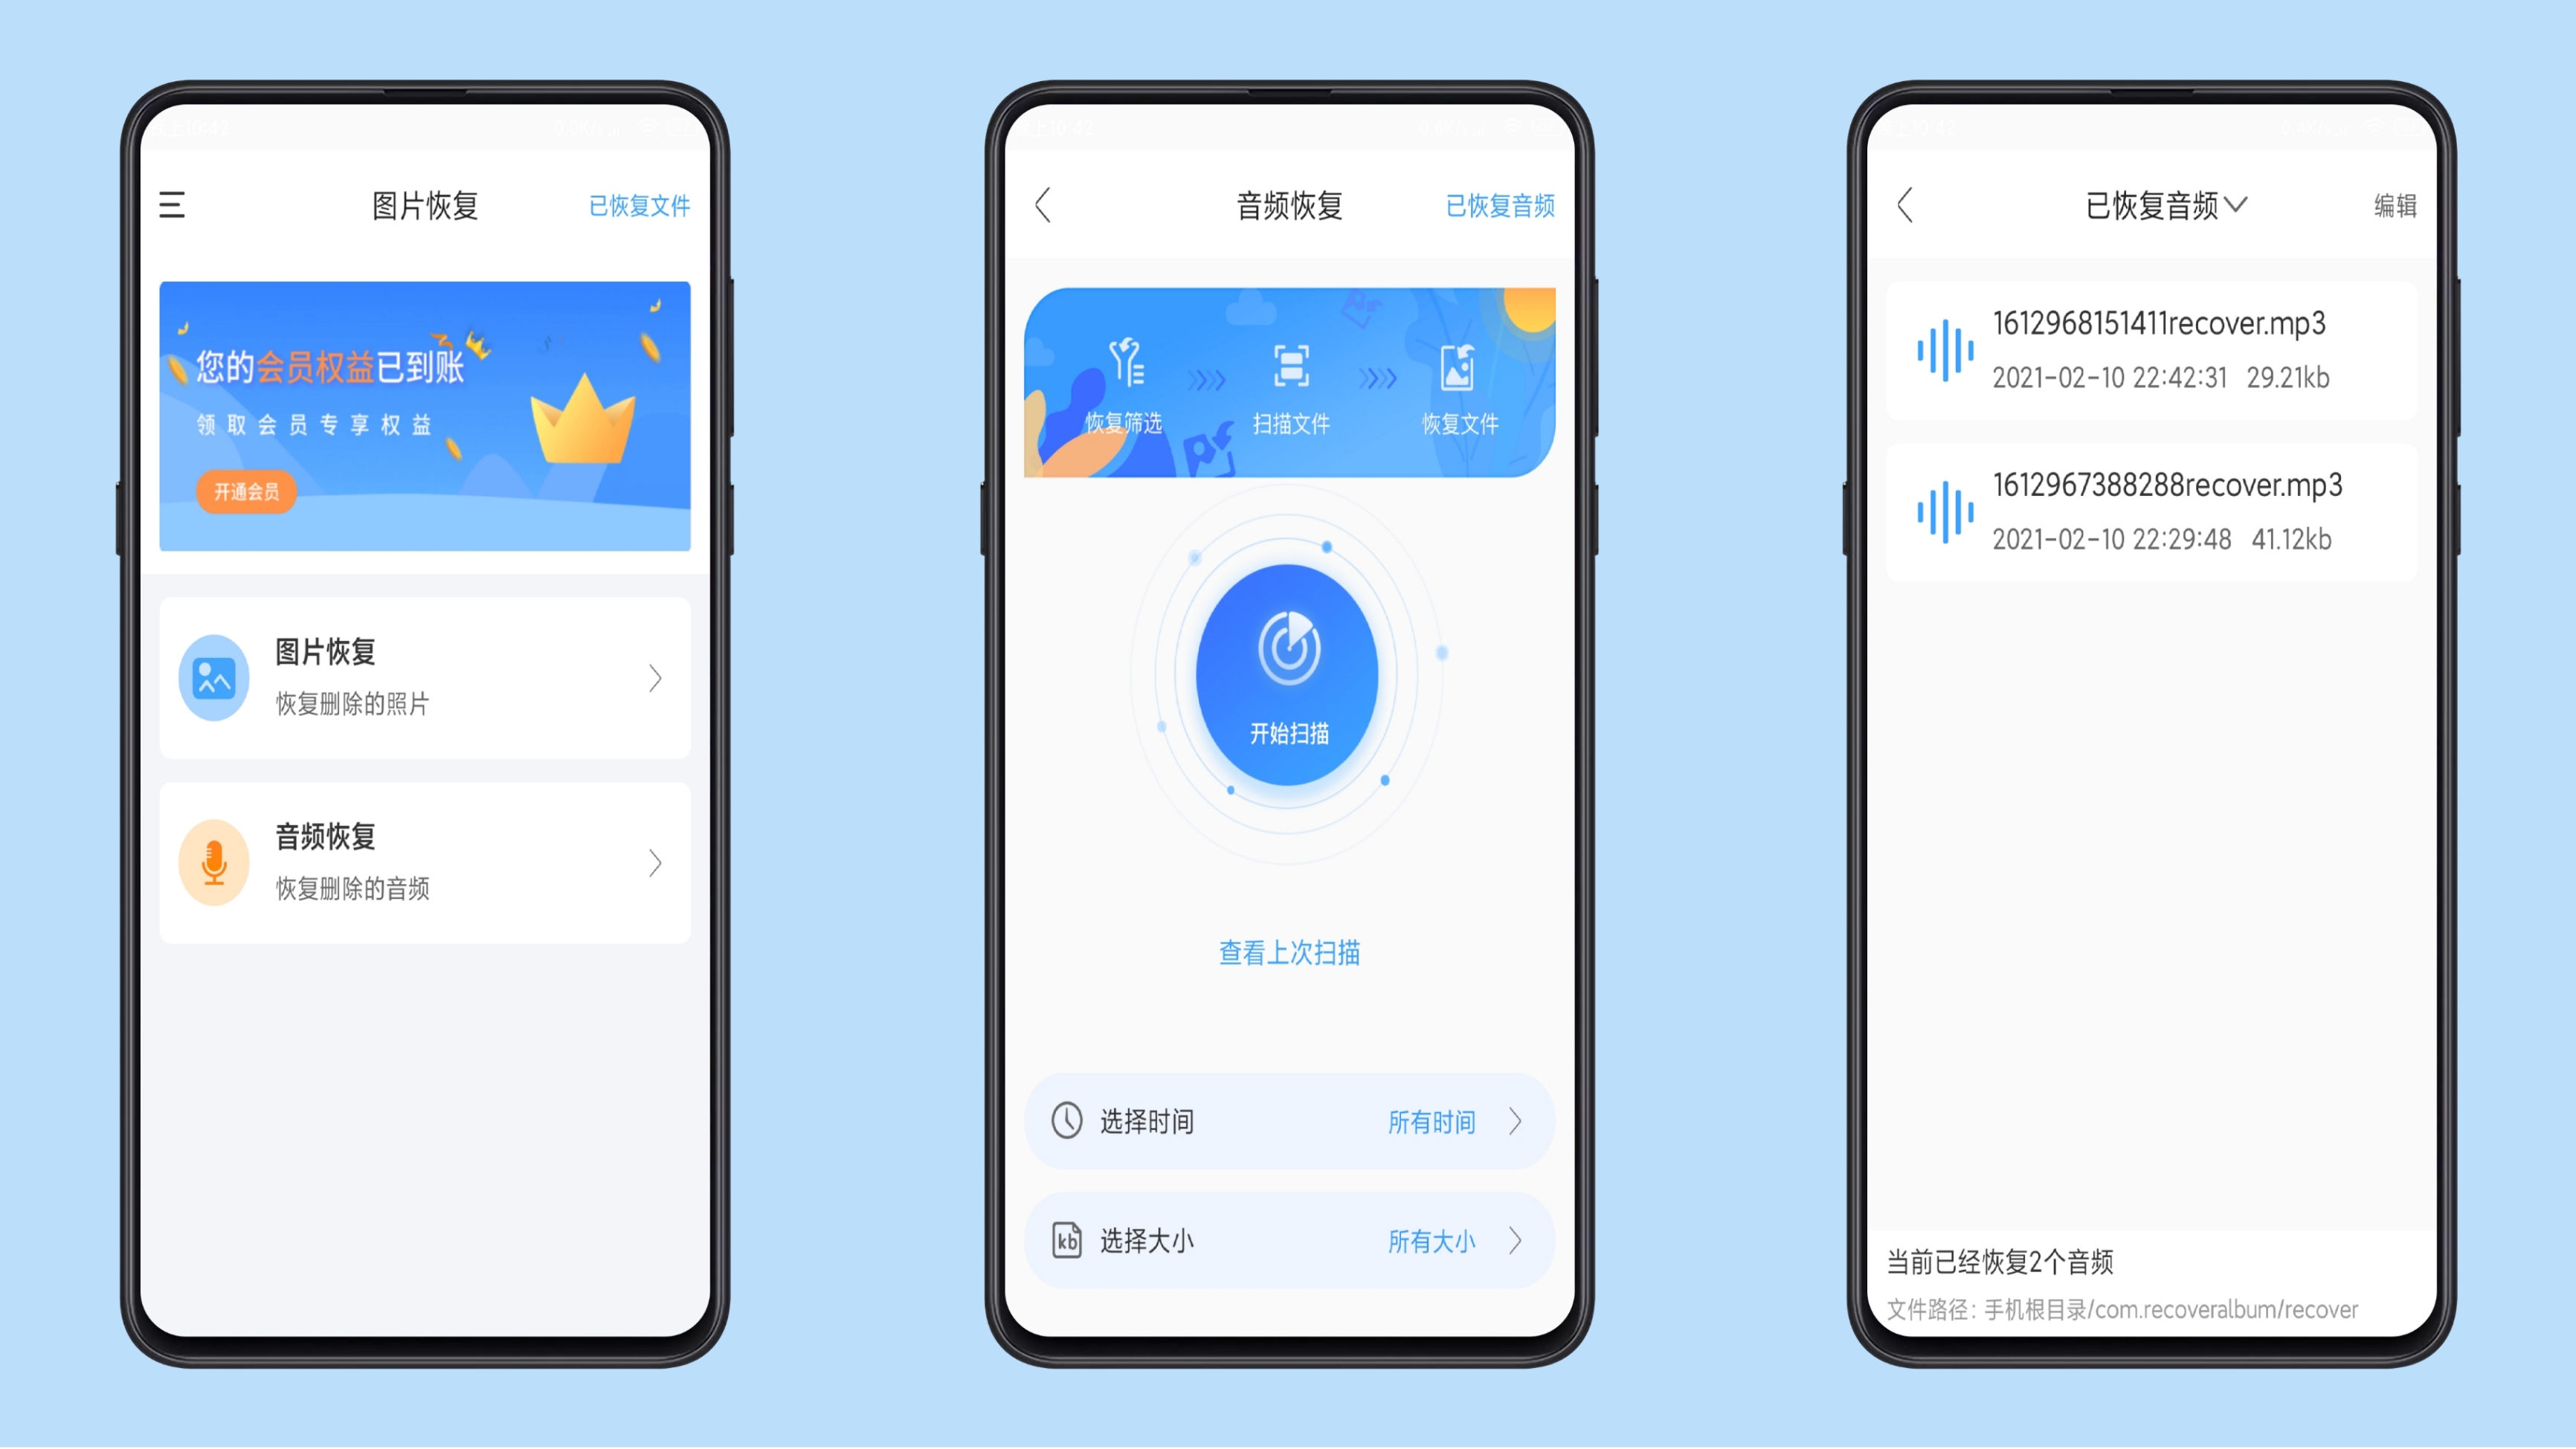 图片恢复
已恢复文件
您的会员权益已到账
领取会员专享权益
开通会员
图片恢复
恢复删除的照片
音频恢复
恢复删除的音频
音频恢复
已恢复音频
恢复筛选
扫描文件
恢复文件
开始扫描
查看上次扫描
选择时间
所有时间
kb
选择大小
所有大小
已恢复音频
编辑
1612968151411recover.mp3
2021-02-10 22:42:31 29.21kb
1612967388288recover.mp3
2021-02-10 22:29:48 41.12kb
当前已经恢复2个音频
文件路径：手机根目录/com.recoveralbum/recover